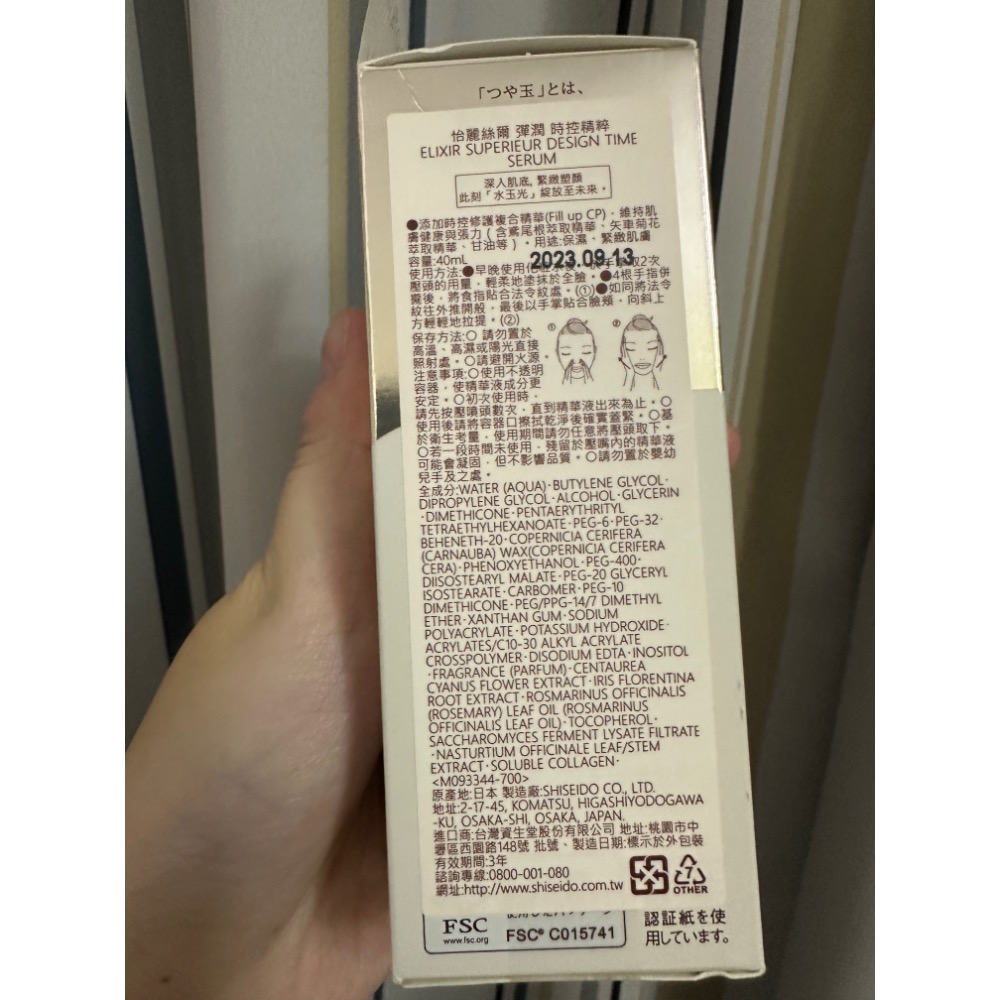 「つや玉」とは、
怡麗絲爾 彈潤 時控精粹
ELIXIR SUPERIEUR DESIGN TIME
SERUM
深入肌底, 緊緻塑顏
此刻「水玉光」綻放至未來。
●添加時控修護複合精華(Fill up CP)，維持肌
膚健康與張力（含鳶尾根萃取精華、矢車菊花
萃取精華、甘油等）。用途:保濕、緊緻肌膚
容量:40mL
2023.09.13
使用方法:●早晚使用化 取2次
壓頭的用量，輕柔地塗抹於全臉。●4根手指併
攏後，將食指貼合法令紋處。(①)●如同將法令
紋往外推開般，最後以手掌貼合臉頰，向斜上
方輕輕地拉提。(②)
① ②
保存方法:○ 請勿置於
高溫、高濕或陽光直接
照射處。○請避開火源。
注意事項:○使用不透明
容器，使精華液成分更
安定。○初次使用時，
請先按壓噴頭數次，直到精華液出來為止。○
使用後請將容器口擦拭乾淨後確實蓋緊。○基
於衛生考量，使用期間請勿任意將壓頭取下。
○若一段時間未使用，殘留於壓嘴內的精華液
可能會凝固，但不影響品質。○請勿置於嬰幼
兒手及之處。
全成分:WATER (AQUA)·BUTYLENE GLYCOL·
DIPROPYLENE GLYCOL·ALCOHOL·GLYCERIN
·DIMETHICONE·PENTAERYTHRITYL
TETRAETHYLHEXANOATE·PEG-6·PEG-32·
BEHENETH-20·COPERNICIA CERIFERA
(CARNAUBA) WAX(COPERNICIA CERIFERA
CERA)·PHENOXYETHANOL·PEG-400·
DIISOSTEARYL MALATE·PEG-20 GLYCERYL
ISOSTEARATE·CARBOMER·PEG-10
DIMETHICONE·PEG/PPG-14/7 DIMETHYL
ETHER·XANTHAN GUM·SODIUM
POLYACRYLATE·POTASSIUM HYDROXIDE·
ACRYLATES/C10-30 ALKYL ACRYLATE
CROSSPOLYMER·DISODIUM EDTA·INOSITOL
·FRAGRANCE (PARFUM)·CENTAUREA
CYANUS FLOWER EXTRACT·IRIS FLORENTINA
ROOT EXTRACT·ROSMARINUS OFFICINALIS
(ROSEMARY) LEAF OIL (ROSMARINUS
OFFICINALIS LEAF OIL)·TOCOPHEROL·
SACCHAROMYCES FERMENT LYSATE FILTRATE
·NASTURTIUM OFFICINALE LEAF/STEM
EXTRACT·SOLUBLE COLLAGEN·
<M093344-700>
原產地:日本 製造廠:SHISEIDO CO., LTD.
地址:2-17-45, KOMATSU, HIGASHIYODOGAWA
-KU, OSAKA-SHI, OSAKA, JAPAN.
進口商:台灣資生堂股份有限公司 地址:桃園市中
壢區西園路148號 批號、製造日期:標示於外包裝
有效期間:3年
諮詢專線:0800-001-080
網址:http://www.shiseido.com.tw
7
OTHER
FSC
www.fsc.org
FSC® C015741
認証紙を使
用しています。